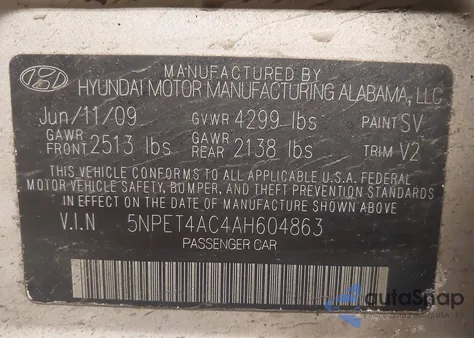 MANUFACTURED BY
HYUNDAI MOTOR MANUFACTURING ALABAMA, LLC
Jun/11/09 GVWR 4299 lbs PAINT SV
GAWR FRONT 2513 lbs GAWR REAR 2138 lbs TRIM V2
THIS VEHICLE CONFORMS TO ALL APPLICABLE U.S.A. FEDERAL
MOTOR VEHICLE SAFETY, BUMPER, AND THEFT PREVENTION STANDARDS
IN EFFECT ON THE DATE OF MANUFACTURE SHOWN ABOVE
V.I.N 5NPET4AC4AH604863
PASSENGER CAR
autaSnap